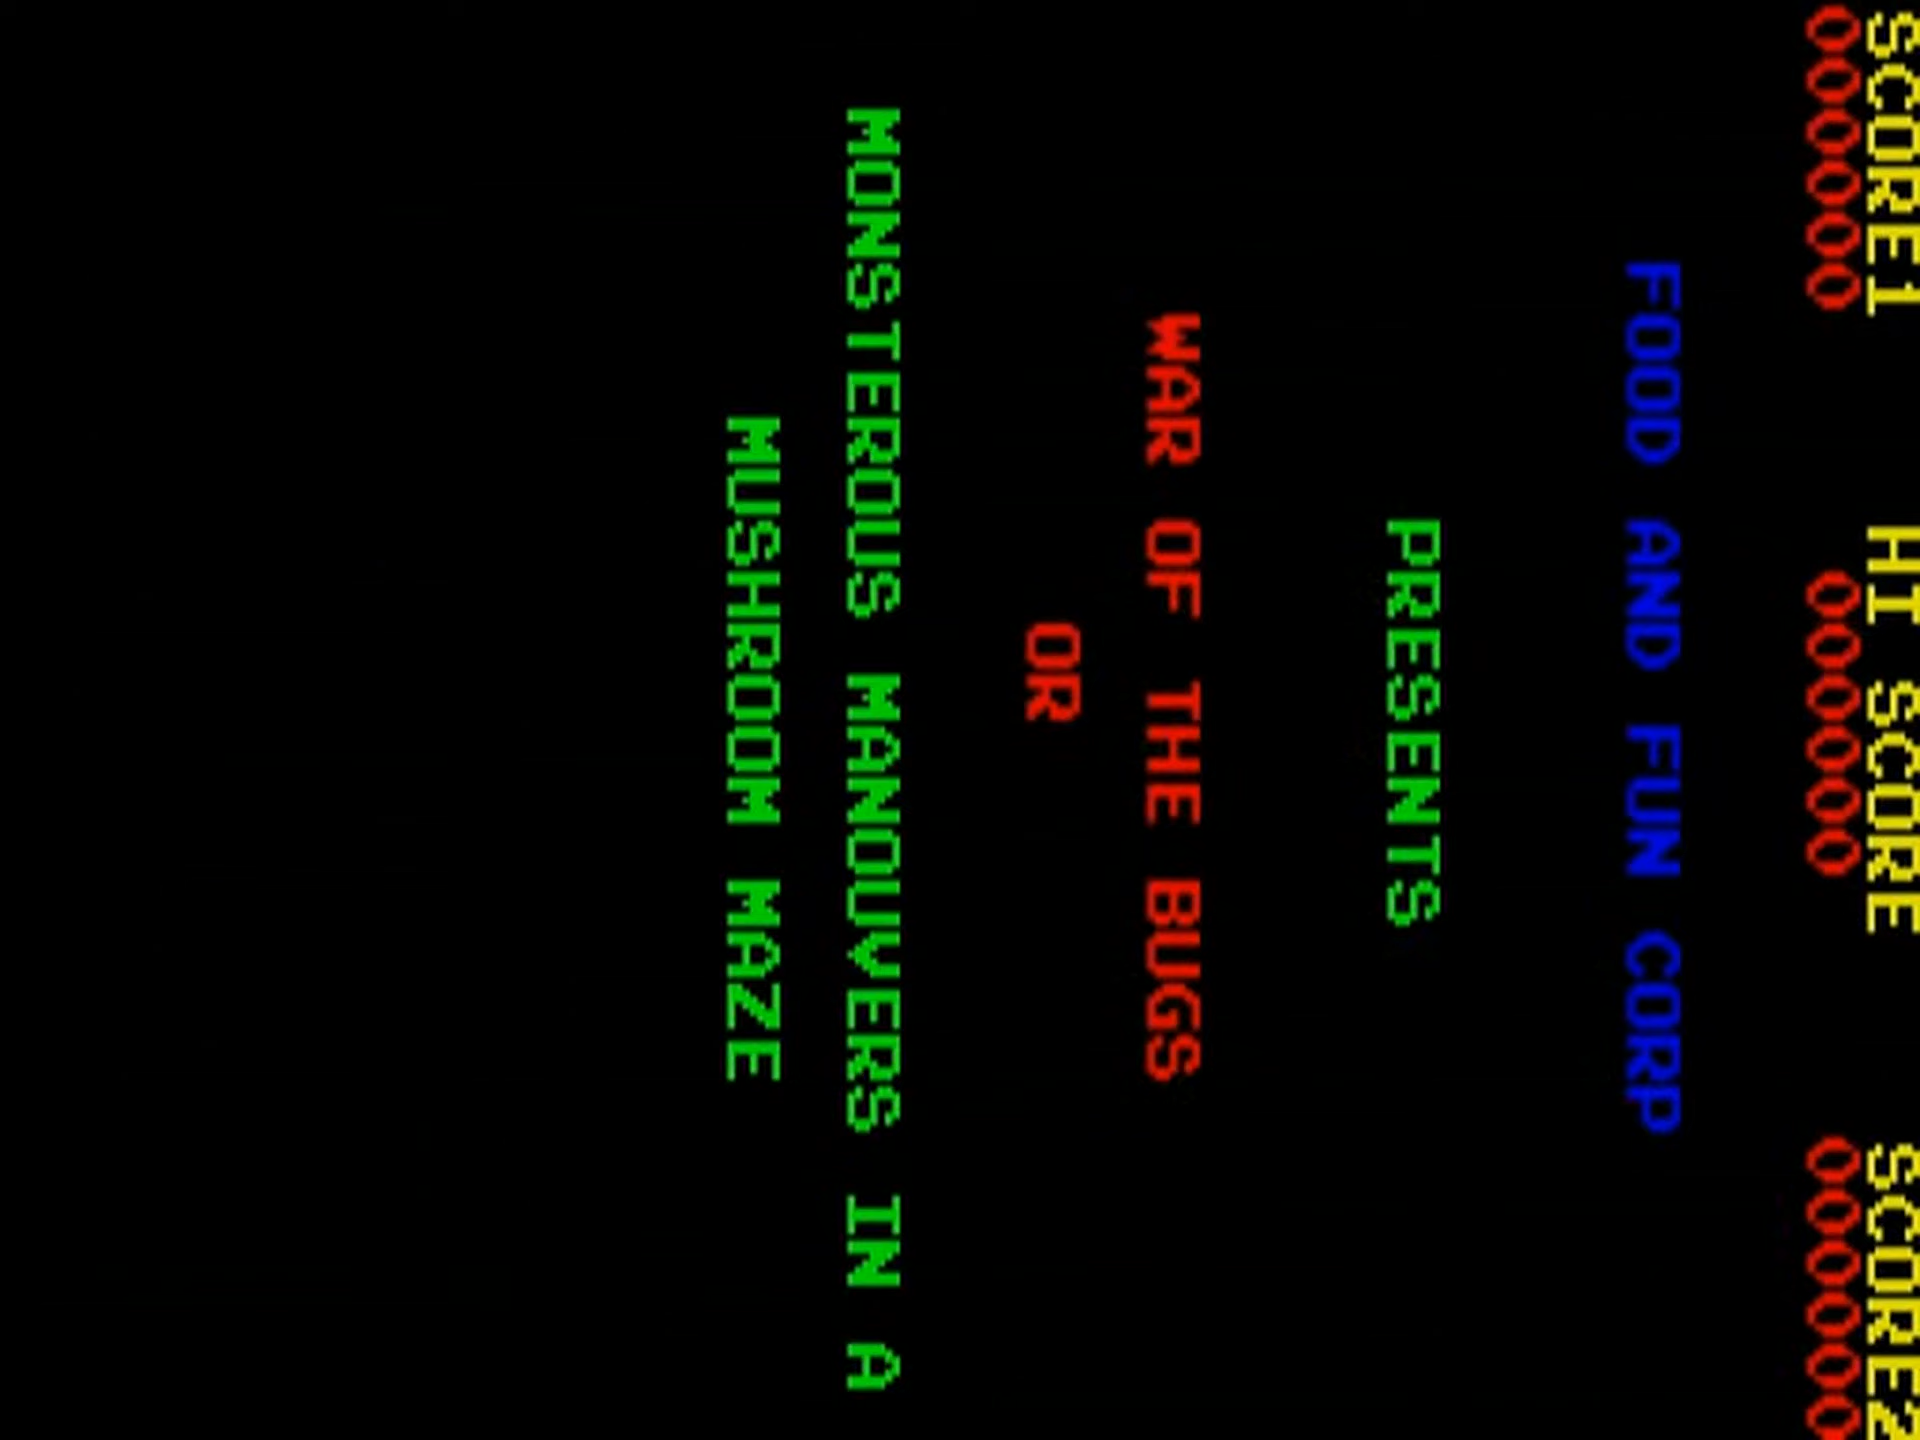 SCORE1 HI SCORE SCORE2
000000 000000 000000
FOOD AND FUN CORP
PRESENTS
WAR OF THE BUGS
OR
MONSTEROUS MANOUVERS IN A
MUSHROOM MAZE